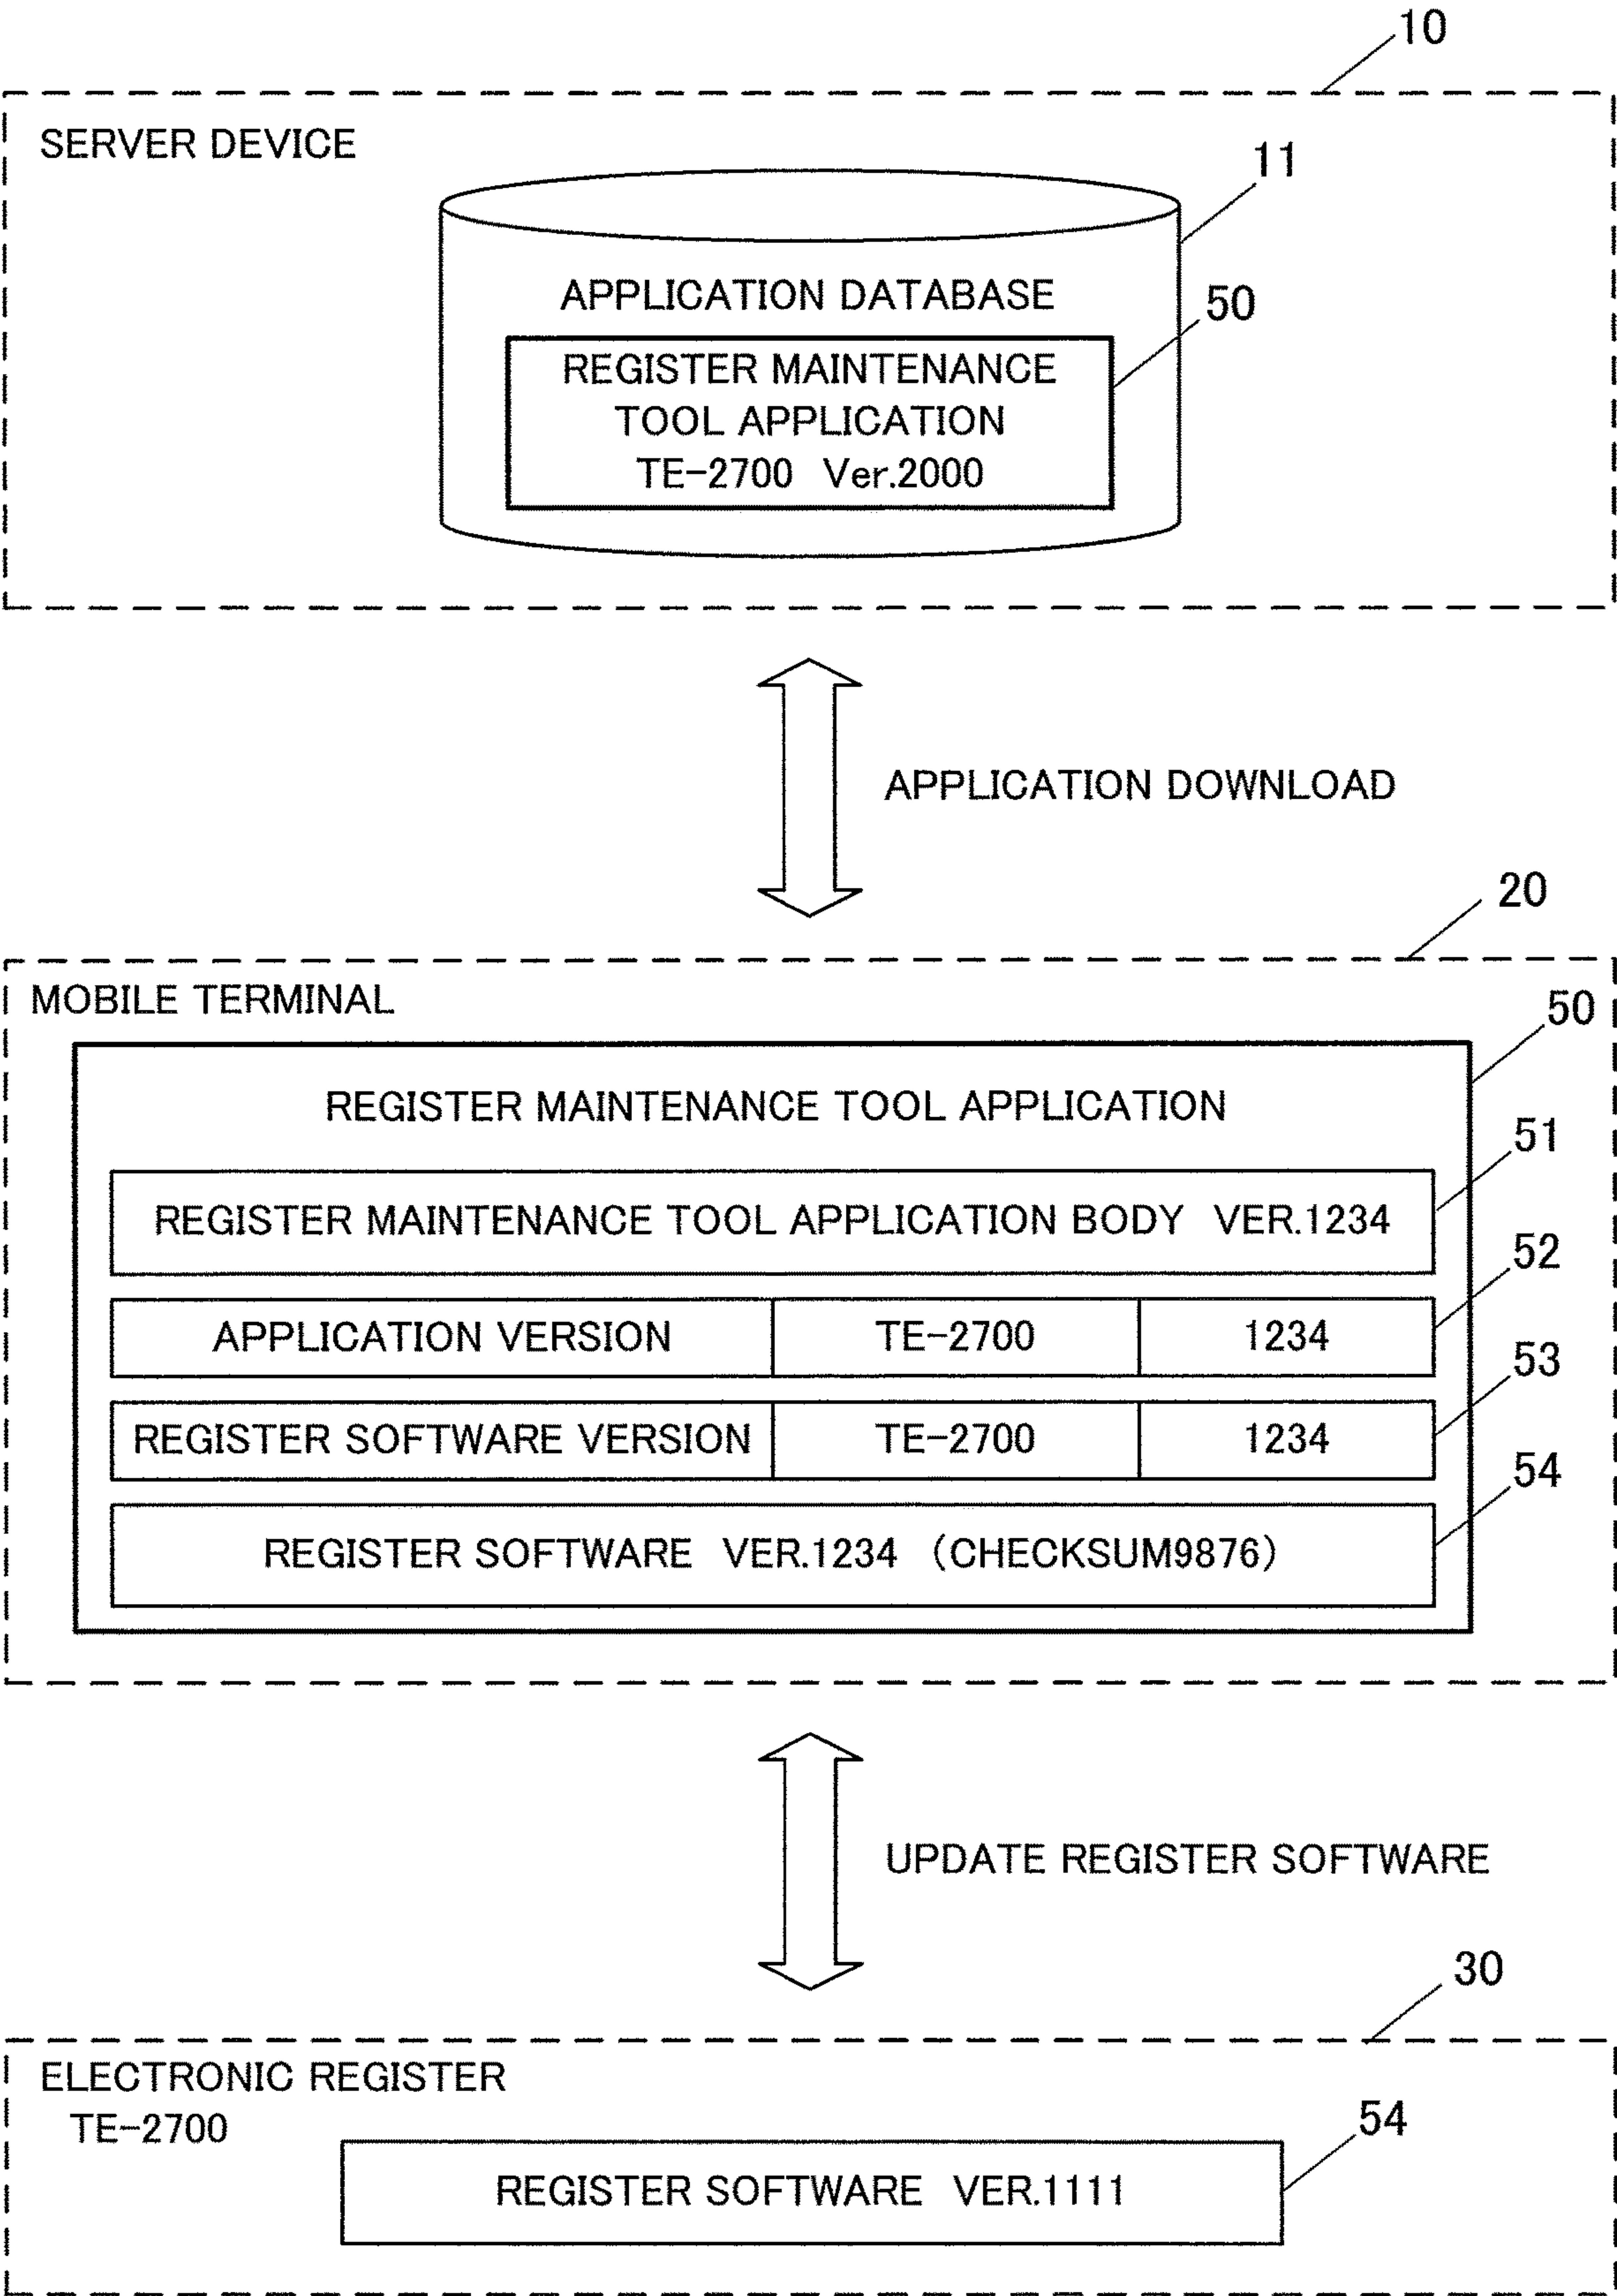 10
SERVER DEVICE
11
APPLICATION DATABASE
50
REGISTER MAINTENANCE
TOOL APPLICATION
TE-2700 Ver.2000
APPLICATION DOWNLOAD
20
MOBILE TERMINAL
50
REGISTER MAINTENANCE TOOL APPLICATION
51
REGISTER MAINTENANCE TOOL APPLICATION BODY VER.1234
52
APPLICATION VERSION TE-2700 1234
53
REGISTER SOFTWARE VERSION TE-2700 1234
54
REGISTER SOFTWARE VER.1234 (CHECKSUM9876)
UPDATE REGISTER SOFTWARE
30
ELECTRONIC REGISTER
TE-2700
54
REGISTER SOFTWARE VER.1111